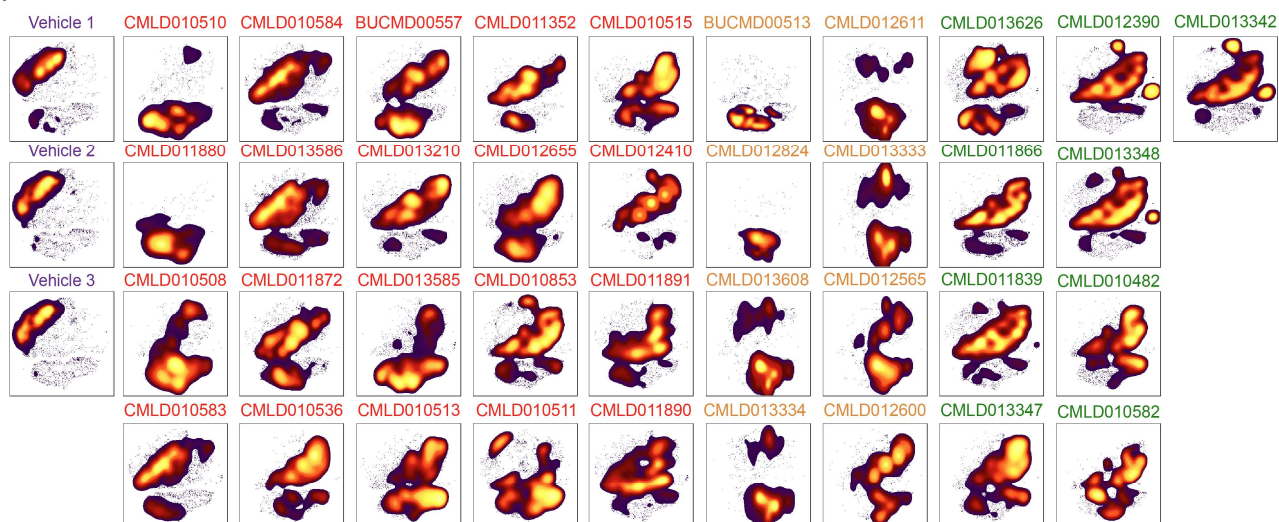 Vehicle 1 CMLD010510 CMLD010584 BUCMD00557 CMLD011352 CMLD010515 BUCMD00513 CMLD012611 CMLD013626 CMLD012390 CMLD013342
Vehicle 2 CMLD011880 CMLD013586 CMLD013210 CMLD012655 CMLD012410 CMLD012824 CMLD013333 CMLD011866 CMLD013348
Vehicle 3 CMLD010508 CMLD011872 CMLD013585 CMLD010853 CMLD011891 CMLD013608 CMLD012565 CMLD011839 CMLD010482
CMLD010583 CMLD010536 CMLD010513 CMLD010511 CMLD011890 CMLD013334 CMLD012600 CMLD013347 CMLD010582